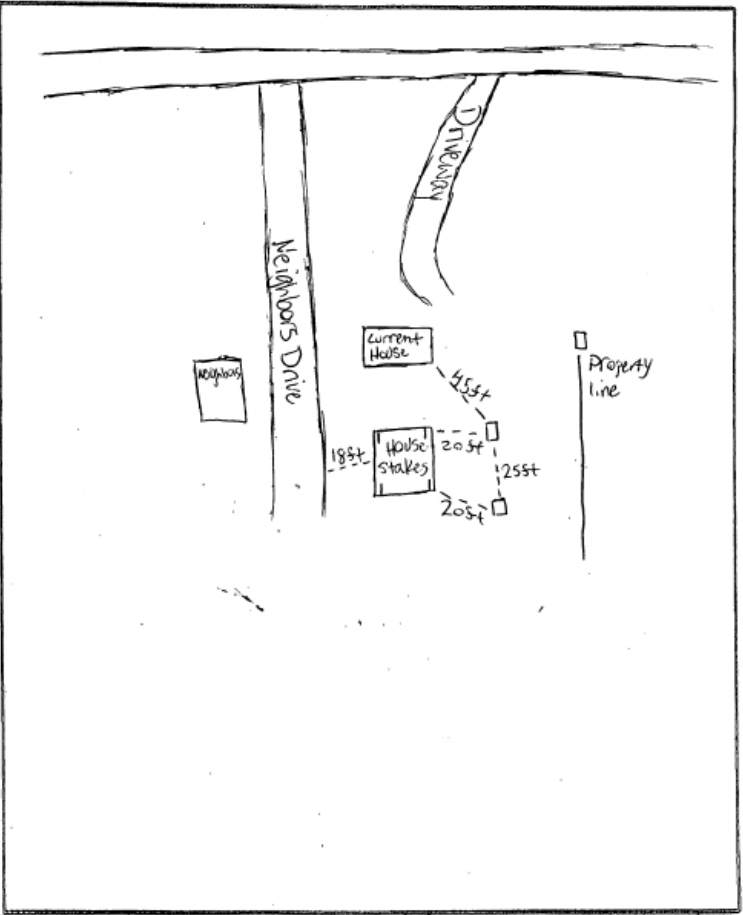 Driveway
Neighbors Drive
Current
House
Neighbors
Property
line
45ft
House
Stakes
20ft
18ft
25ft
20ft